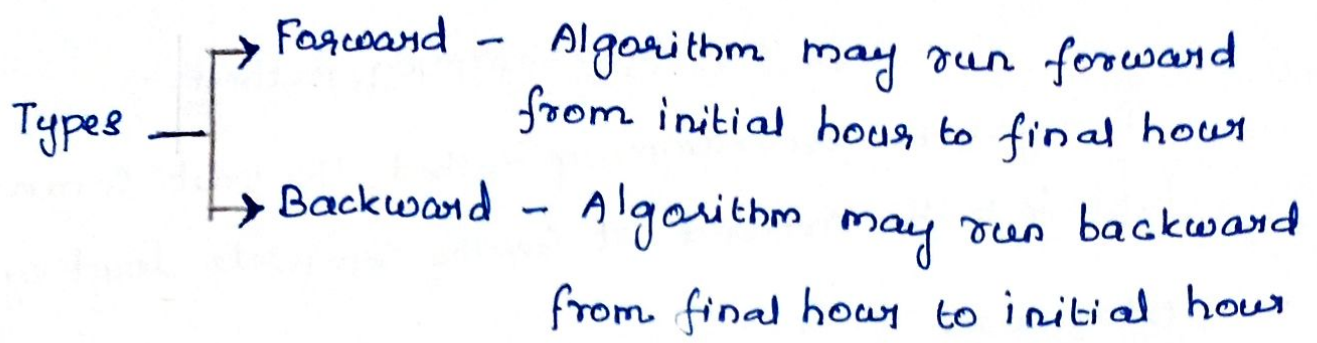 Forward - Algorithm may run forward
Types
from initial hour to final hour
Backward - Algorithm may run backward
from final hour to initial hour